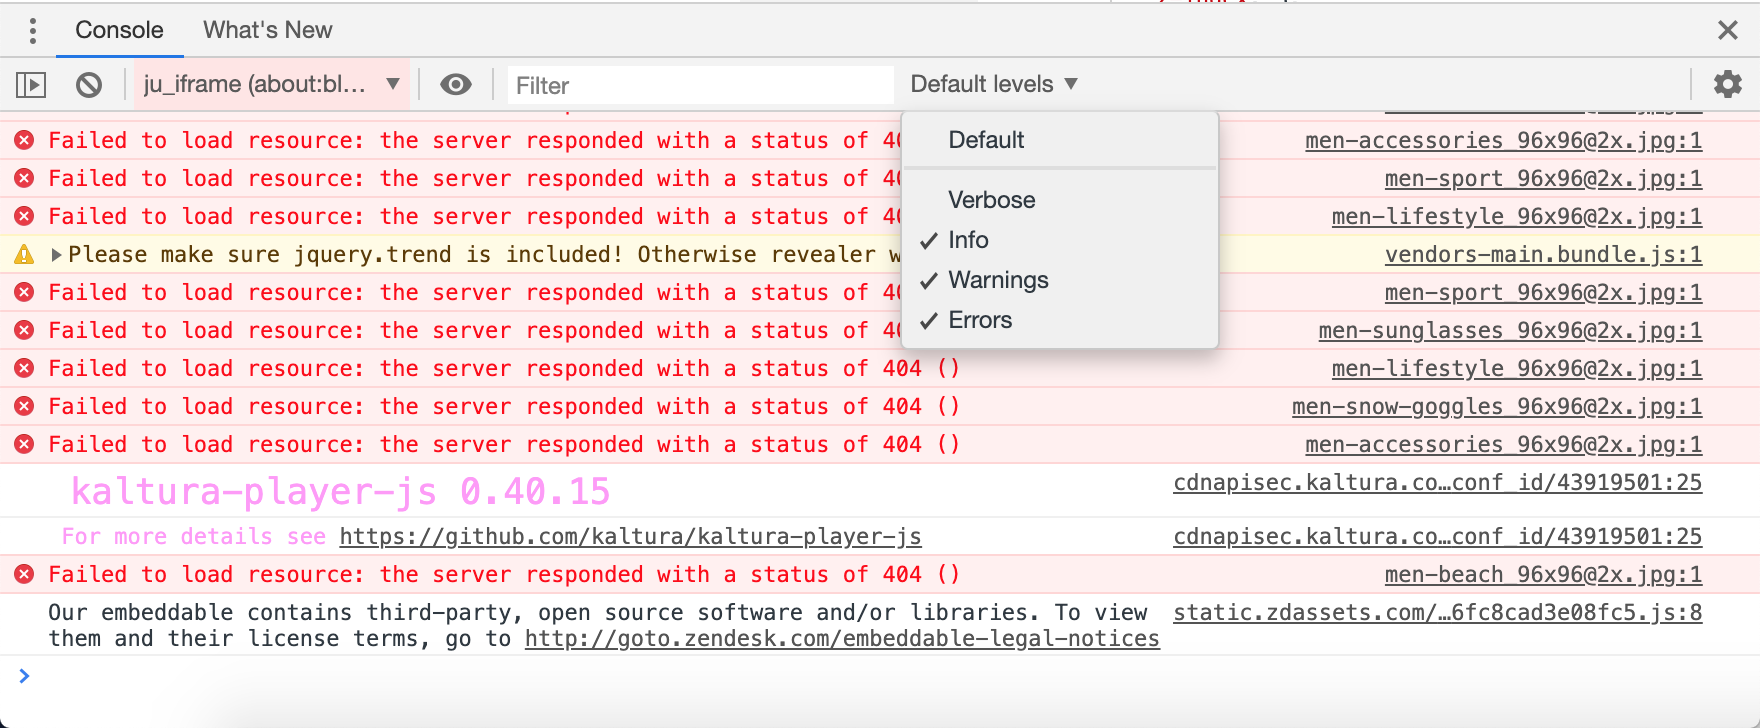 Console What's New
ju_iframe (about:bl… ▼ Filter Default levels ▼
Default
Verbose
✓ Info
✓ Warnings
✓ Errors
Failed to load resource: the server responded with a status of 40 men-accessories_96x96@2x.jpg:1
Failed to load resource: the server responded with a status of 40 men-sport_96x96@2x.jpg:1
Failed to load resource: the server responded with a status of 40 men-lifestyle_96x96@2x.jpg:1
Please make sure jquery.trend is included! Otherwise revealer w vendors-main.bundle.js:1
Failed to load resource: the server responded with a status of 40 men-sport_96x96@2x.jpg:1
Failed to load resource: the server responded with a status of 40 men-sunglasses_96x96@2x.jpg:1
Failed to load resource: the server responded with a status of 404 () men-lifestyle_96x96@2x.jpg:1
Failed to load resource: the server responded with a status of 404 () men-snow-goggles_96x96@2x.jpg:1
Failed to load resource: the server responded with a status of 404 () men-accessories_96x96@2x.jpg:1
kaltura-player-js 0.40.15 cdnapisec.kaltura.co…conf_id/43919501:25
For more details see https://github.com/kaltura/kaltura-player-js cdnapisec.kaltura.co…conf_id/43919501:25
Failed to load resource: the server responded with a status of 404 () men-beach_96x96@2x.jpg:1
Our embeddable contains third-party, open source software and/or libraries. To view static.zdassets.com/…6fc8cad3e08fc5.js:8
them and their license terms, go to http://goto.zendesk.com/embeddable-legal-notices